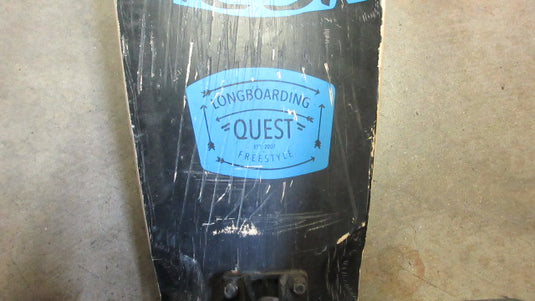 LONGBOARDING
QUEST
EST. 2007
FREESTYLE